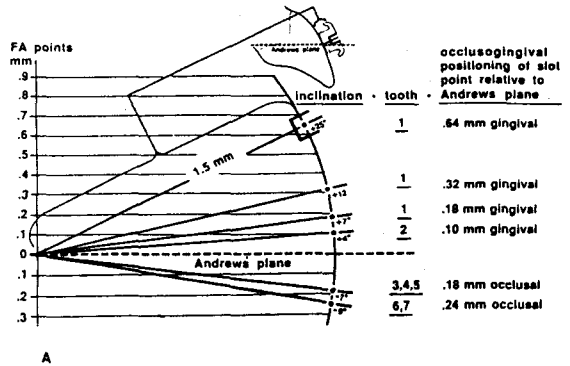 Andrews plane
FA points
mm
occlusogingival
positioning of slot
point relative to
inclination · tooth · Andrews plane
.9
.8
.7
.6
.5
.4
.3
.2
.1
0
.1
.2
.3
1.5 mm
+25° 1 .64 mm gingival
+12 1 .32 mm gingival
+7° 1 .18 mm gingival
+4° 2 .10 mm gingival
Andrews plane
-7° 3,4,5 .18 mm occlusal
-9° 6,7 .24 mm occlusal
A